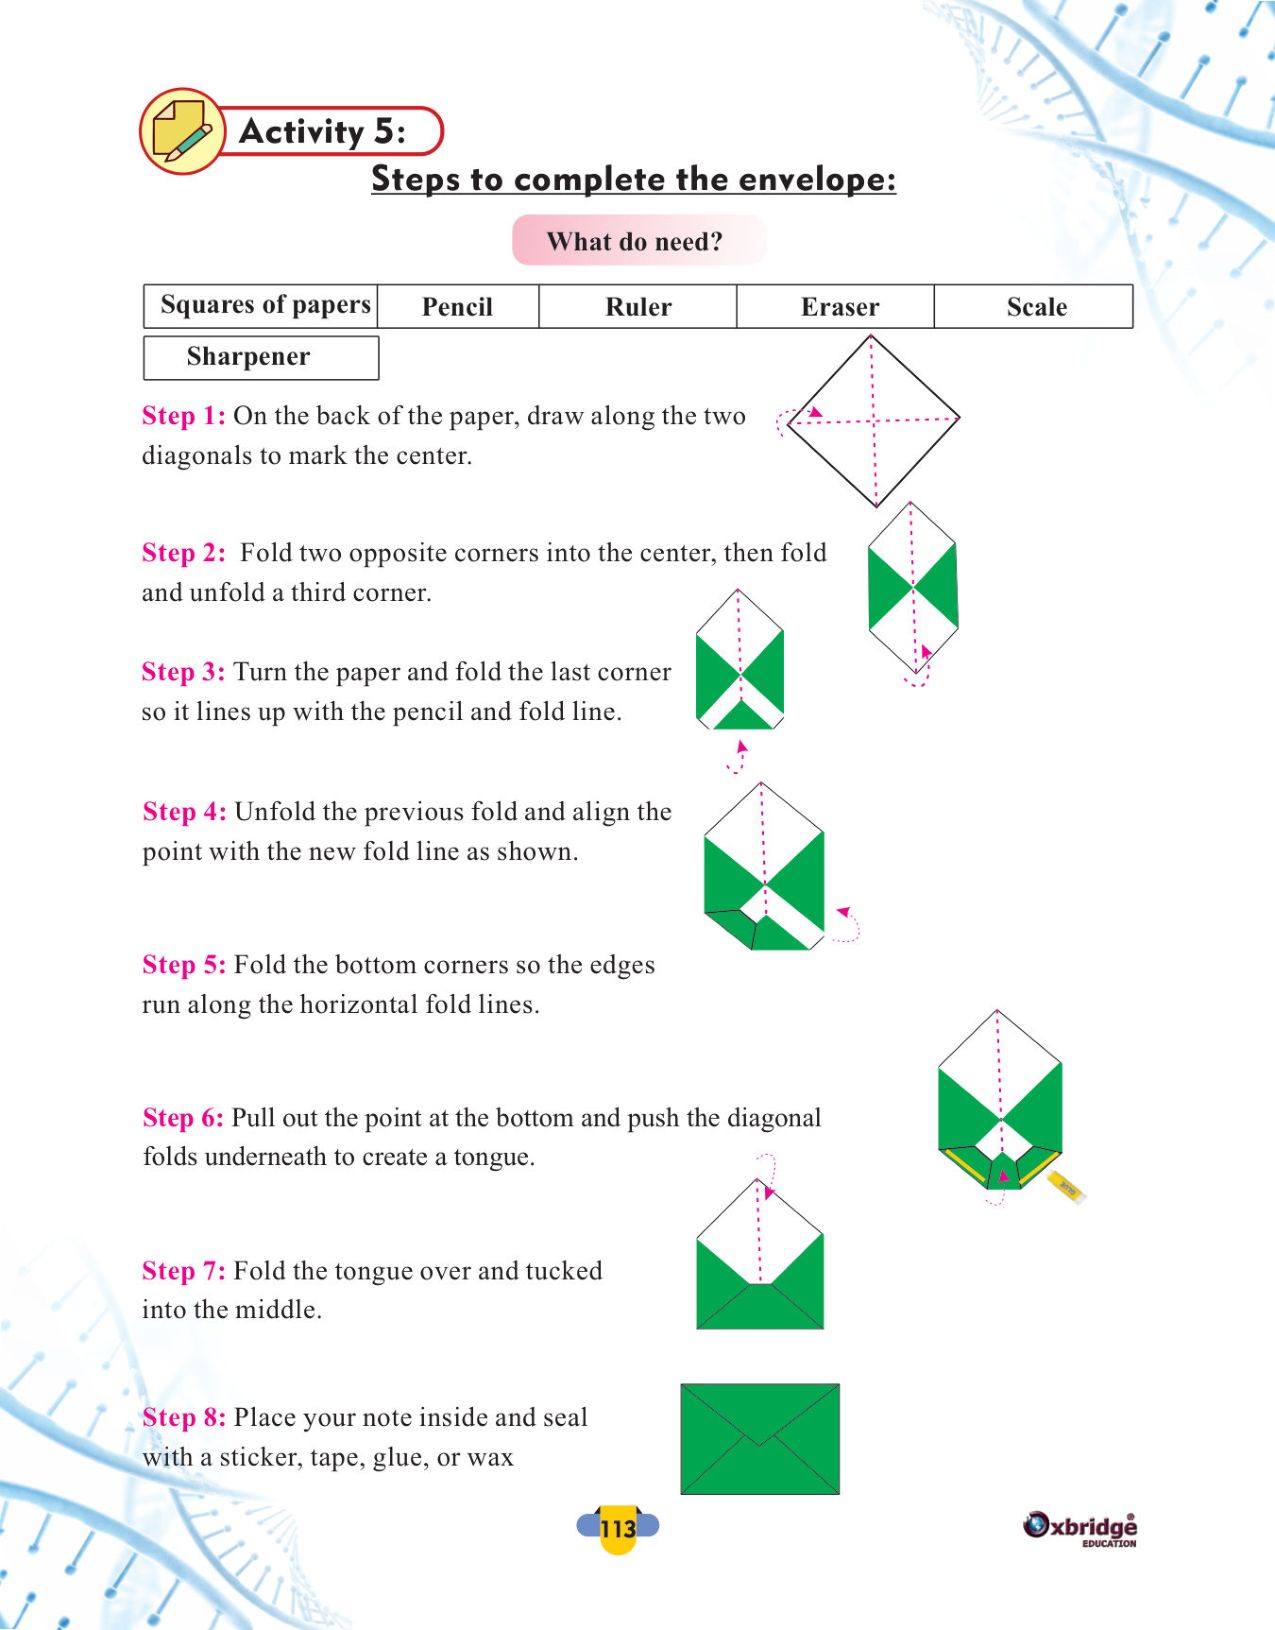 Activity 5:
Steps to complete the envelope:
What do need?
Squares of papers Pencil Ruler Eraser Scale
Sharpener
Step 1: On the back of the paper, draw along the two
diagonals to mark the center.
Step 2: Fold two opposite corners into the center, then fold
and unfold a third corner.
Step 3: Turn the paper and fold the last corner
so it lines up with the pencil and fold line.
Step 4: Unfold the previous fold and align the
point with the new fold line as shown.
Step 5: Fold the bottom corners so the edges
run along the horizontal fold lines.
Step 6: Pull out the point at the bottom and push the diagonal
folds underneath to create a tongue.
Step 7: Fold the tongue over and tucked
into the middle.
Step 8: Place your note inside and seal
with a sticker, tape, glue, or wax
113
Oxbridge®
EDUCATION